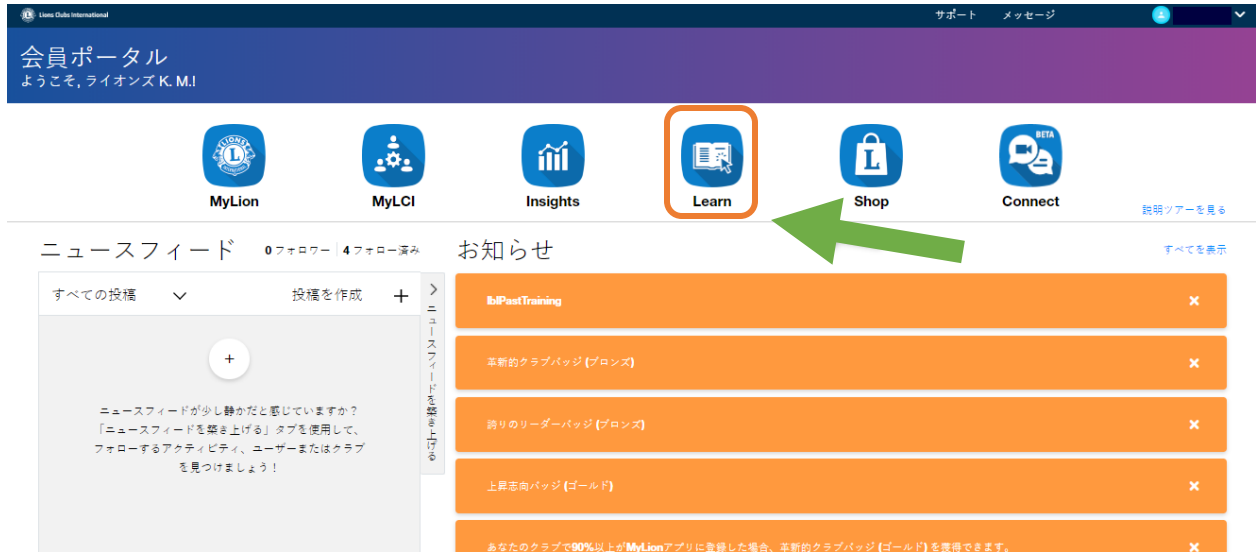 Lions Clubs International
サポート
メッセージ
会員ポータル
ようこそ, ライオンズ K. M.!
LIONS
L
L
BETA
MyLion
MyLCI
Insights
Learn
Shop
Connect
説明ツアーを見る
ニュースフィード
0 フォロワー
4 フォロー済み
お知らせ
すべてを表示
すべての投稿
投稿を作成
ニュースフィードを築き上げる
ニュースフィードが少し静かだと感じていますか?
「ニュースフィードを築き上げる」タブを使用して、
フォローするアクティビティ、ユーザーまたはクラブ
を見つけましょう!
lblPastTraining
革新的クラブバッジ (ブロンズ)
誇りのリーダーバッジ (ブロンズ)
上昇志向バッジ (ゴールド)
あなたのクラブで90%以上がMyLionアプリに登録した場合、革新的クラブバッジ (ゴールド) を獲得できます。